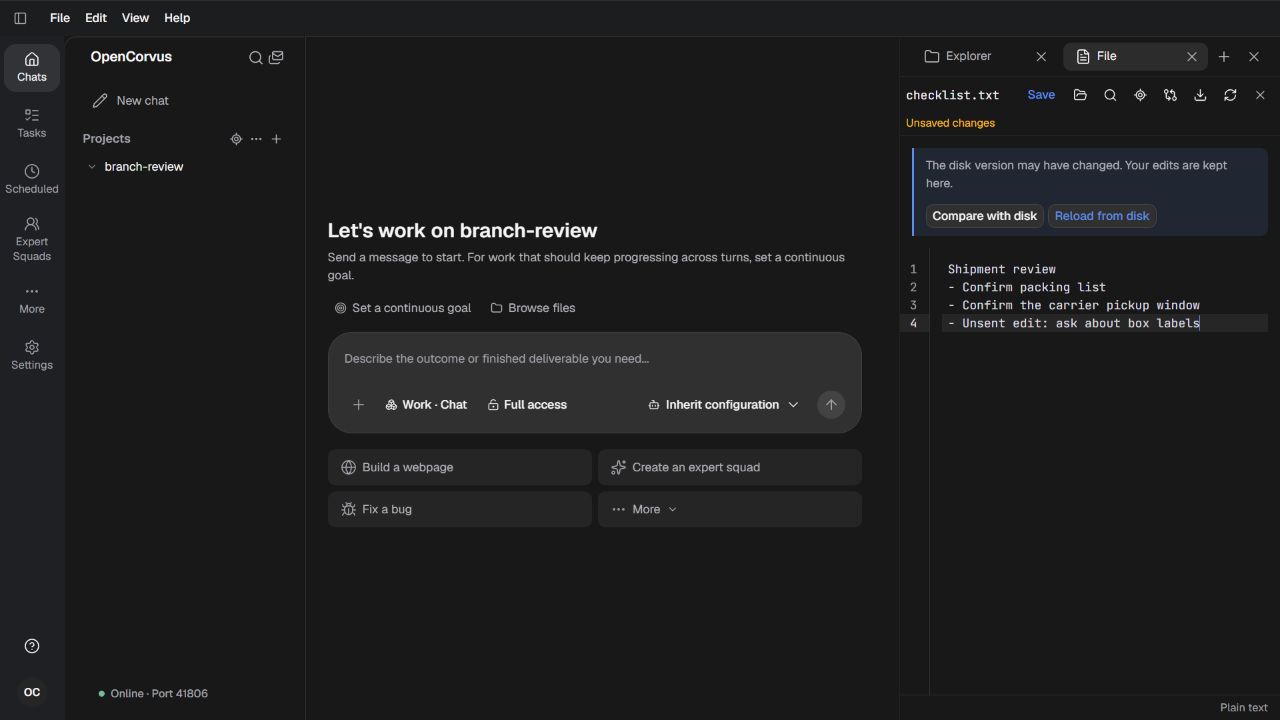 File Edit View Help
Chats
Tasks
Scheduled
Expert
Squads
More
Settings
OC
OpenCorvus
New chat
Projects
branch-review
Online · Port 41806
Let's work on branch-review
Send a message to start. For work that should keep progressing across turns, set a continuous
goal.
Set a continuous goal Browse files
Describe the outcome or finished deliverable you need...
Work · Chat Full access Inherit configuration
Build a webpage Create an expert squad
Fix a bug More
Explorer File
checklist.txt Save
Unsaved changes
The disk version may have changed. Your edits are kept
here.
Compare with disk Reload from disk
1 Shipment review
2 - Confirm packing list
3 - Confirm the carrier pickup window
4 - Unsent edit: ask about box labels
Plain text